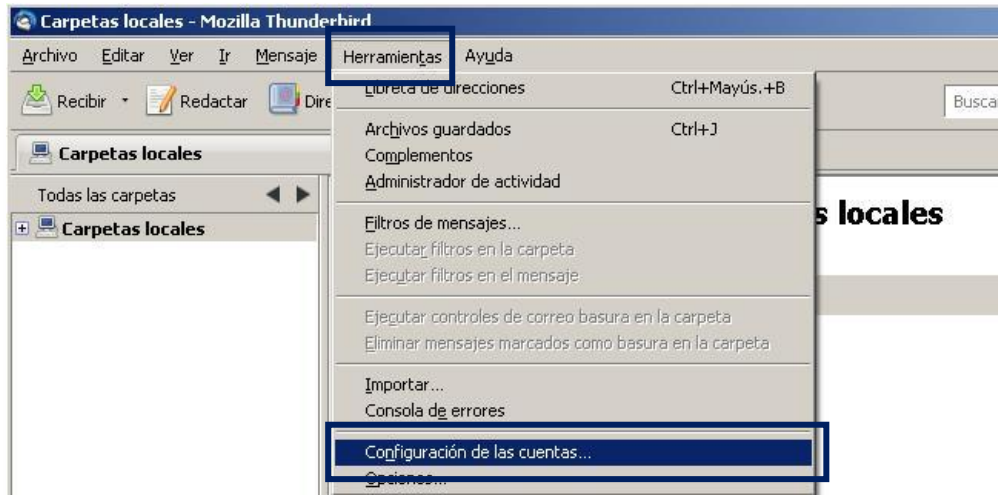 Carpetas locales - Mozilla Thunderbird
Archivo Editar Ver Ir Mensaje Herramientas Ayuda
Recibir Redactar Dire
Libreta de direcciones Ctrl+Mayús.+B
Busca
Archivos guardados Ctrl+J
Carpetas locales
Complementos
Administrador de actividad
Todas las carpetas
Carpetas locales
s locales
Filtros de mensajes...
Ejecutar filtros en la carpeta
Ejecutar filtros en el mensaje
Ejecutar controles de correo basura en la carpeta
Eliminar mensajes marcados como basura en la carpeta
Importar...
Consola de errores
Configuración de las cuentas...
Opciones...